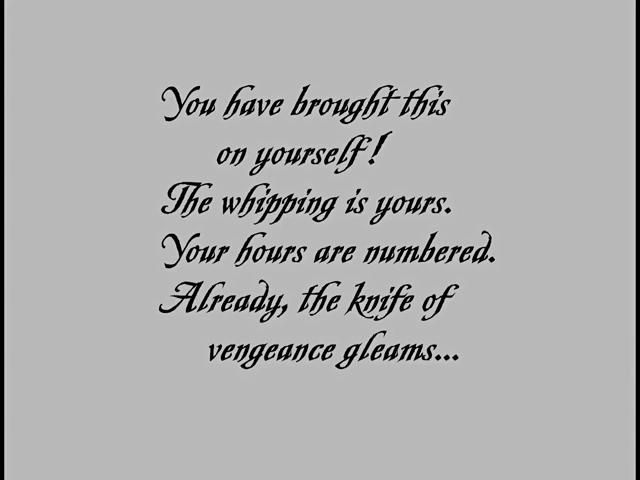 You have brought this
on yourself!
The whipping is yours.
Your hours are numbered.
Already, the knife of
vengeance gleams...